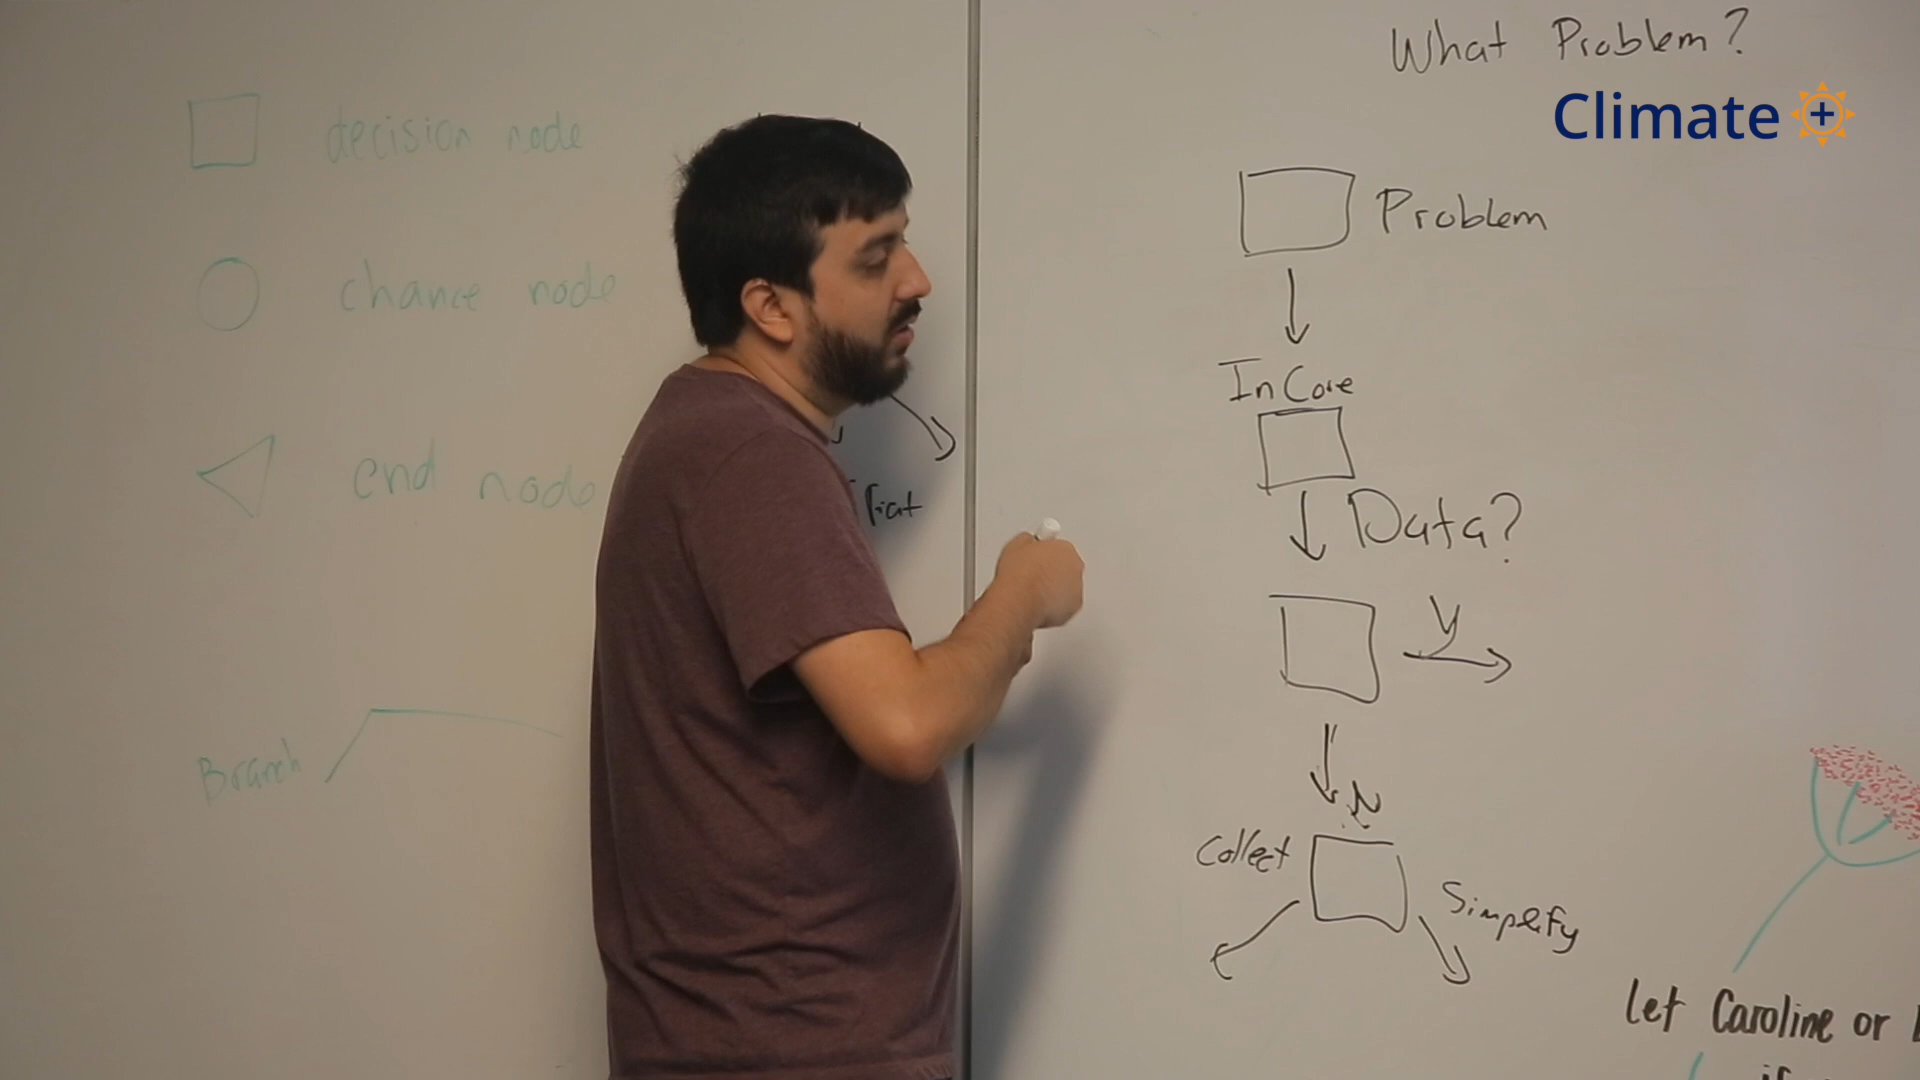 decision node
chance node
end node
Branch
What Problem?
Climate +
Problem
In Core
Data?
y
N
Collect
Simplify
let Caroline or